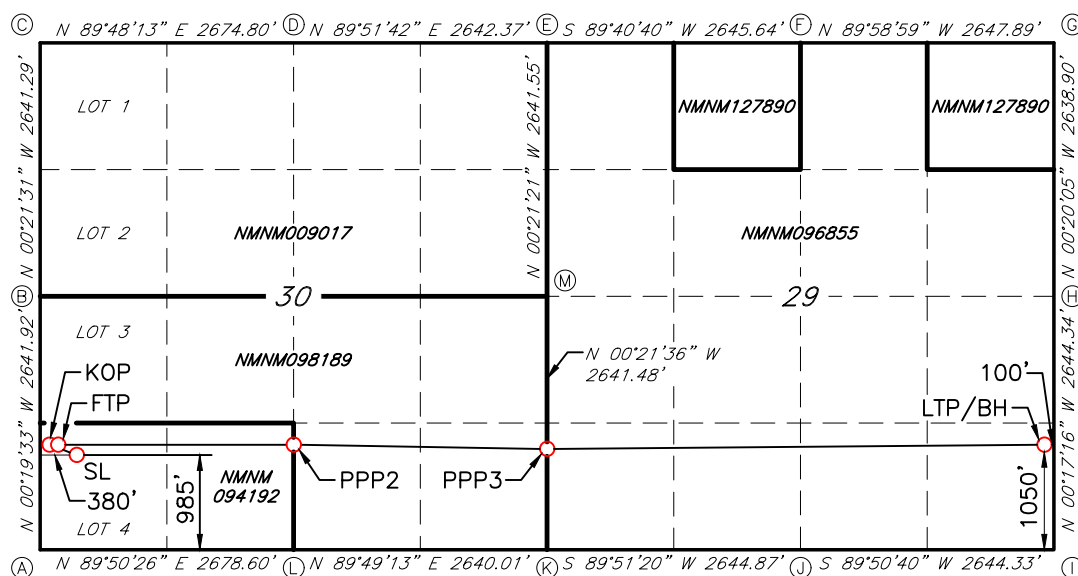 C N 89°48'13" E 2674.80' D N 89°51'42" E 2642.37' E S 89°40'40" W 2645.64' F N 89°58'59" W 2647.89' G
N 00°21'31" W 2641.29'
LOT 1
N 00°21'21" W 2641.55'
NMNM127890
NMNM127890
N 00°20'05" W 2638.90'
LOT 2
NMNM009017
NMNM096855
B
30
M
29
H
N 00°19'33" W 2641.92'
LOT 3
NMNM098189
N 00°21'36" W
2641.48'
N 00°17'16" W 2644.34'
KOP
FTP
100'
LTP/BH
SL
380'
985'
NMNM
094192
PPP2
PPP3
1050'
LOT 4
A N 89°50'26" E 2678.60' L N 89°49'13" E 2640.01' K S 89°51'20" W 2644.87' J S 89°50'40" W 2644.33' I